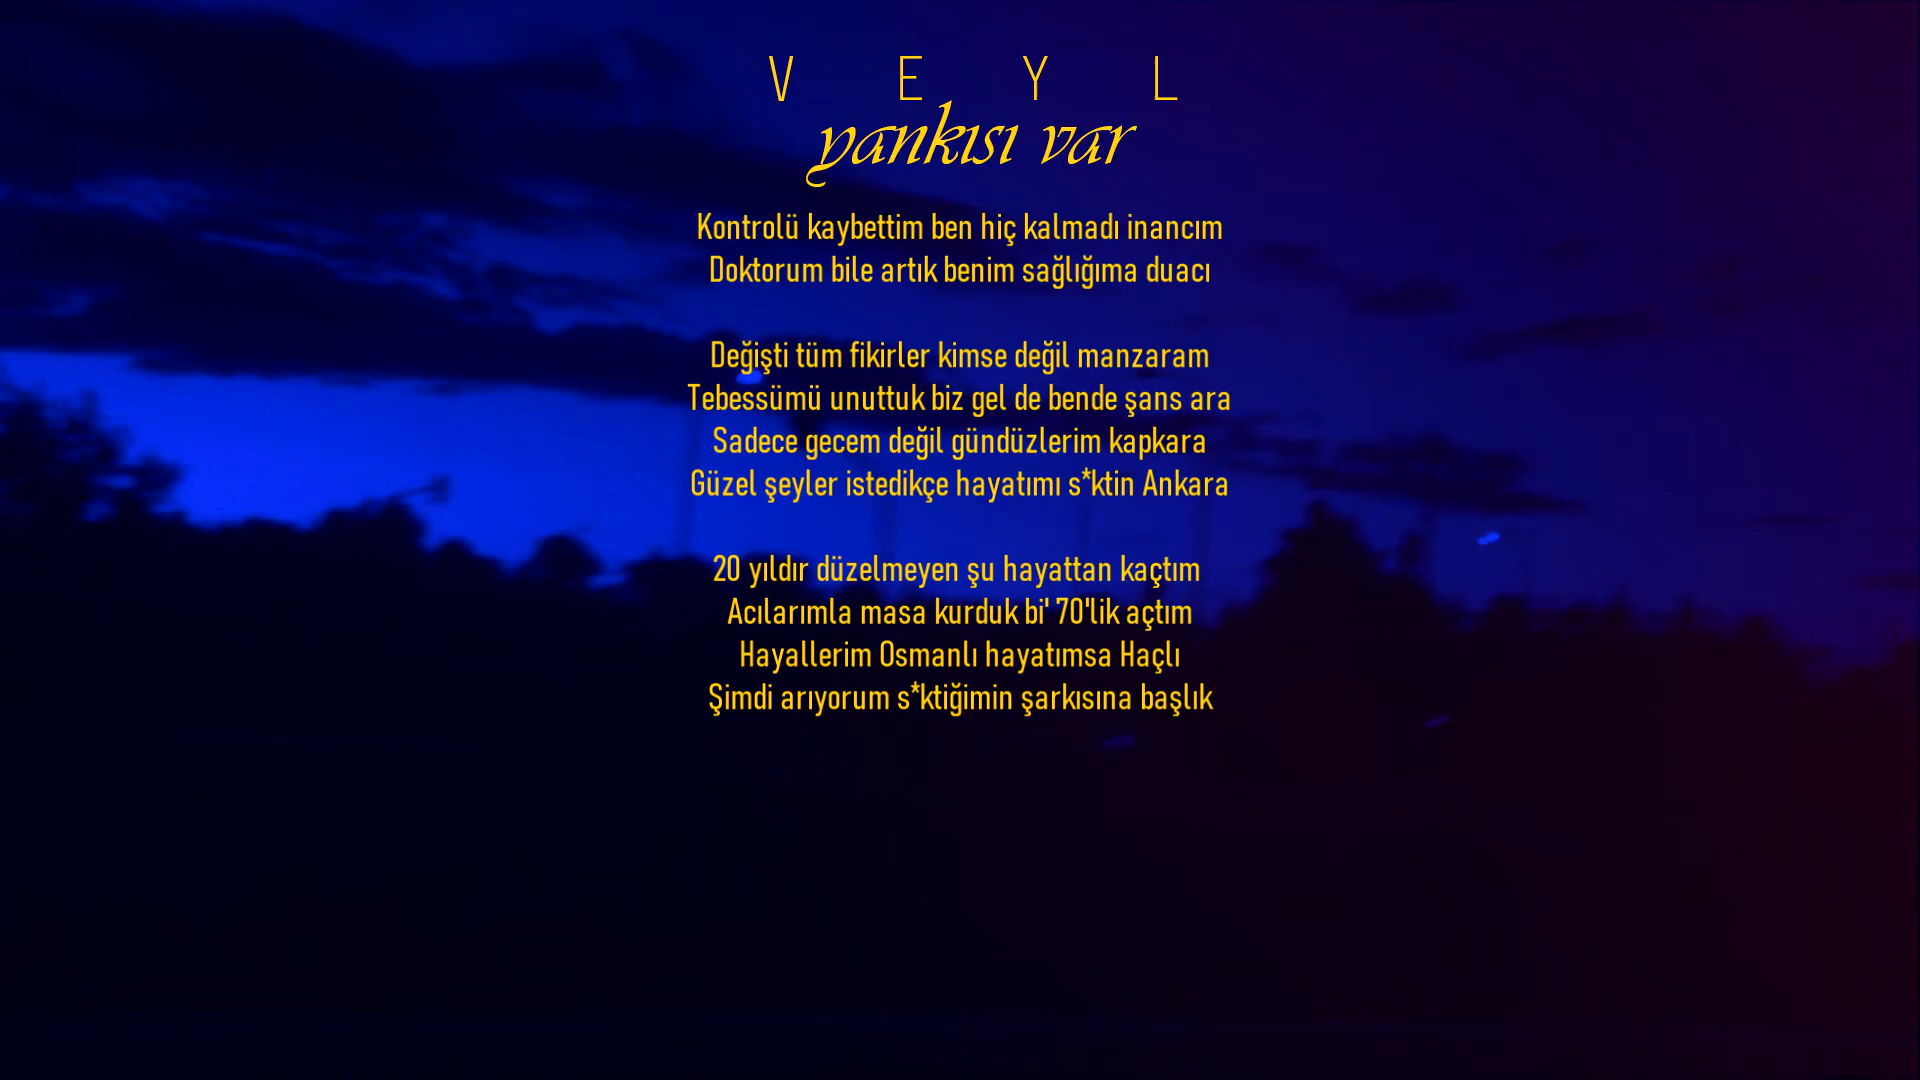 V E Y L
yankısı var
Kontrolü kaybettim ben hiç kalmadı inancım
Doktorum bile artık benim sağlığıma duacı
Değişti tüm fikirler kimse değil manzaram
Tebessümü unuttuk biz gel de bende şans ara
Sadece gecem değil gündüzlerim kapkara
Güzel şeyler istedikçe hayatımı s*ktin Ankara
20 yıldır düzelmeyen şu hayattan kaçtım
Acılarımla masa kurduk bi' 70'lik açtım
Hayallerim Osmanlı hayatımsa Haçlı
Şimdi arıyorum s*ktiğimin şarkısına başlık